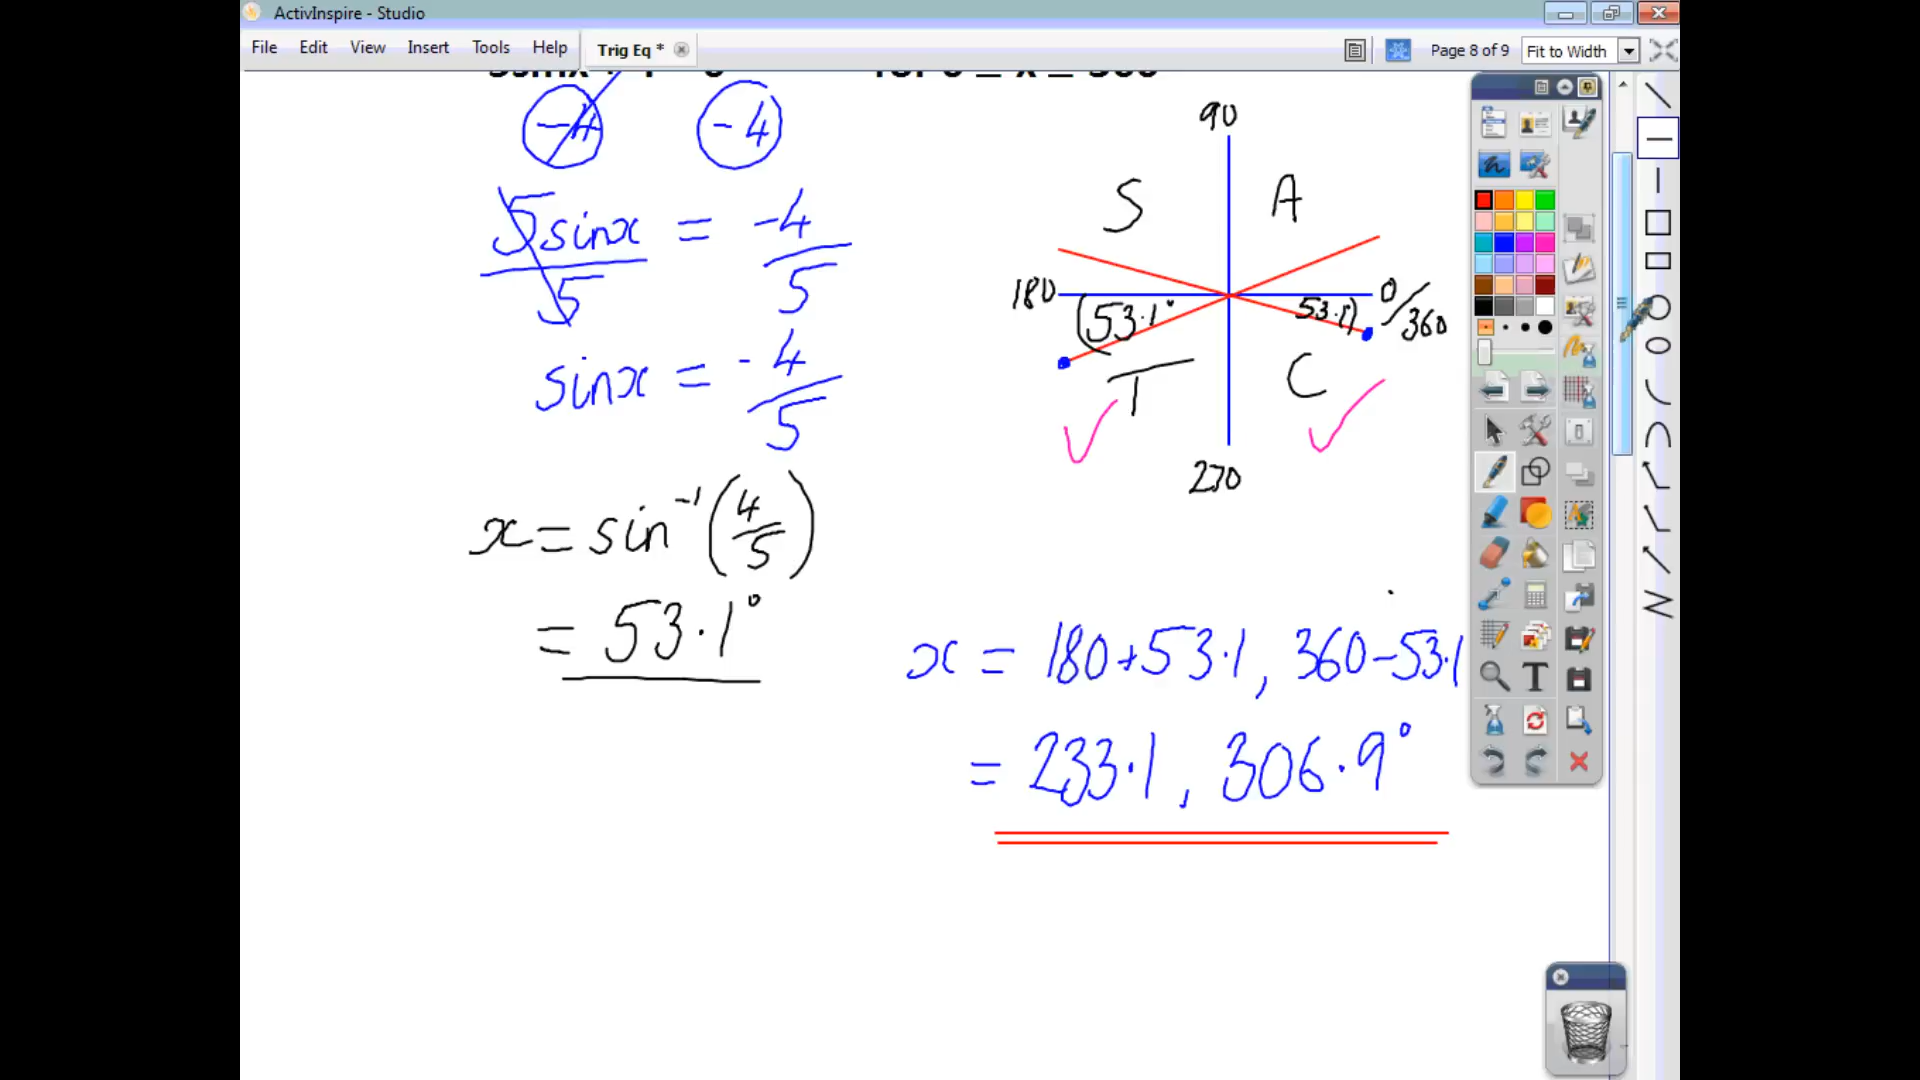 ActivInspire - Studio
File Edit View Insert Tools Help Trig Eq * Page 8 of 9 Fit to Width
-4 -4
5sinx = -4
5 5
sinx = -4
5
x = sin⁻¹(4/5)
= 53.1°
90
S A
180 0/360
53.1° 53.1
T C
270
x = 180+53.1, 360-53.1
= 233.1, 306.9°